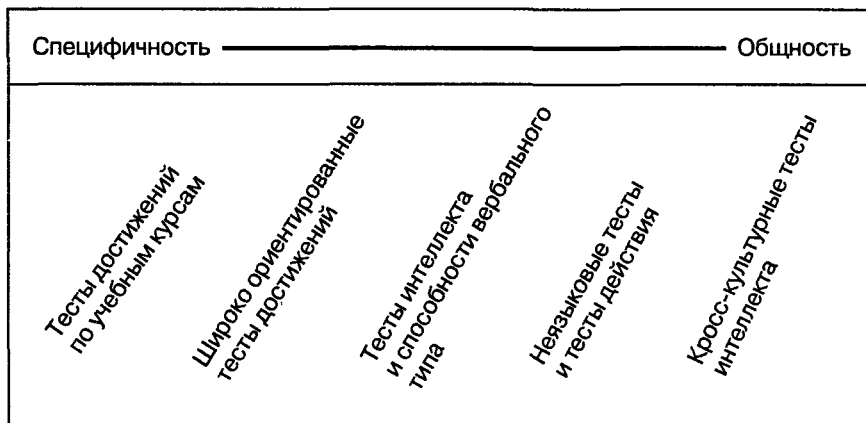 Специфичность Общность
Тесты достижений
по учебным курсам
Широко ориентированные
тесты достижений
Тесты интеллекта
и способности вербального
типа
Неязыковые тесты
и тесты действия
Кросс-культурные тесты
интеллекта